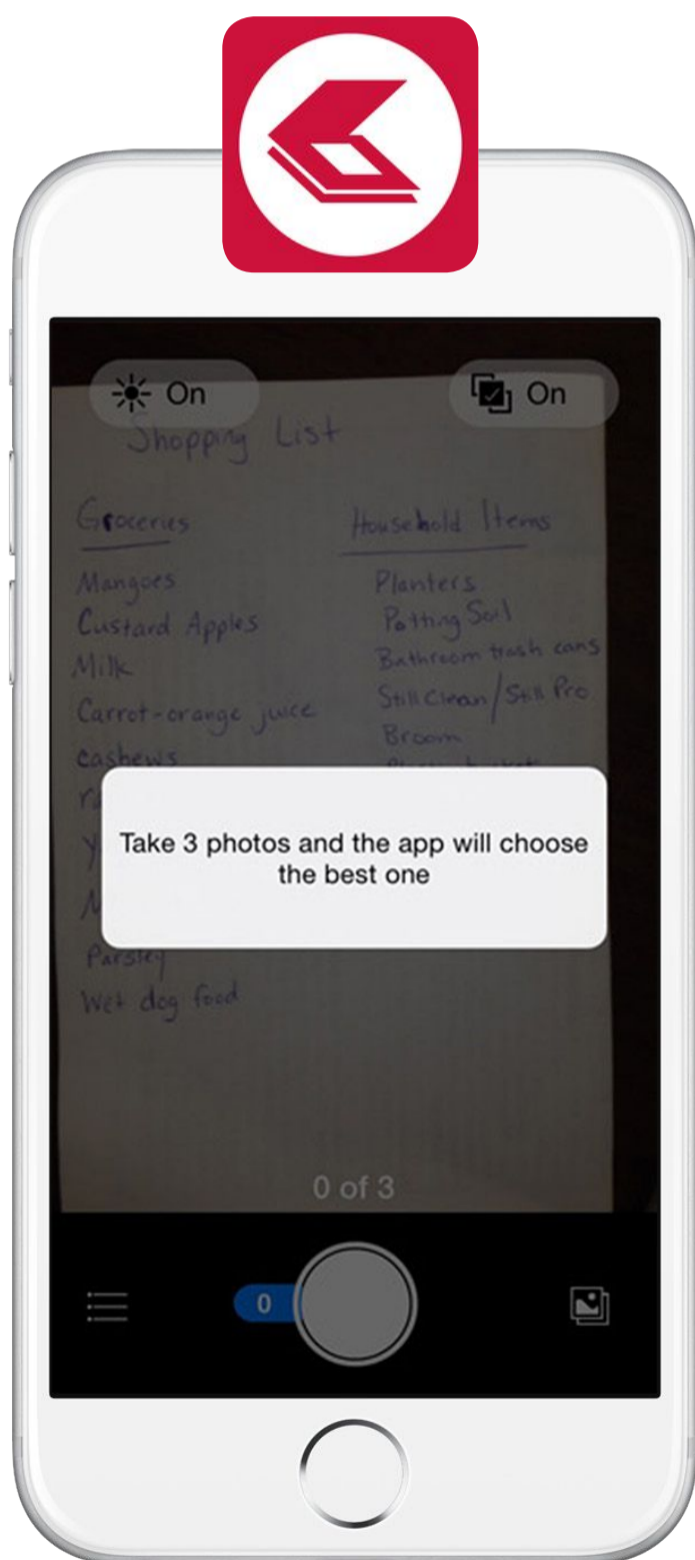 On
On
Shopping List
Groceries
Household Items
Mangoes
Custard Apples
Milk
Carrot-orange juice
cashews
Parsley
Wet dog food
Planters
Potting Soil
Bathroom trash cans
Still Clean/Still Pro
Broom
Take 3 photos and the app will choose
the best one
0 of 3
0